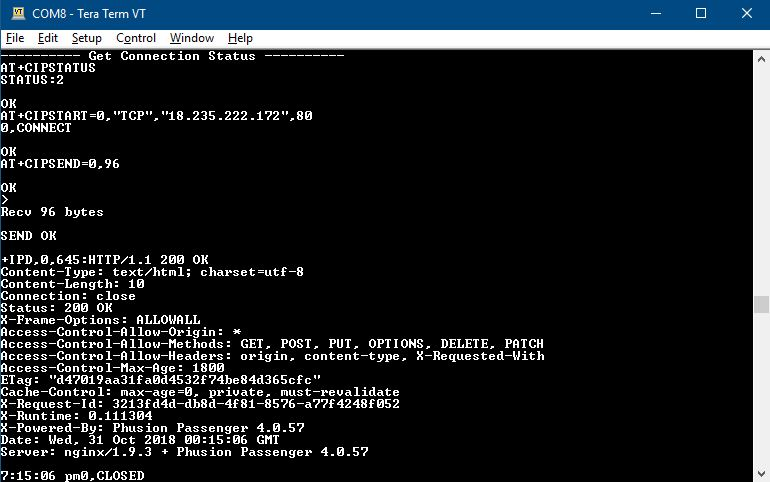 COM8 - Tera Term VT
File Edit Setup Control Window Help
---------- Get Connection Status ----------
AT+CIPSTATUS
STATUS:2
OK
AT+CIPSTART=0,"TCP","18.235.222.172",80
0,CONNECT
OK
AT+CIPSEND=0,96
OK
>
Recv 96 bytes
SEND OK
+IPD,0,645:HTTP/1.1 200 OK
Content-Type: text/html; charset=utf-8
Content-Length: 10
Connection: close
Status: 200 OK
X-Frame-Options: ALLOWALL
Access-Control-Allow-Origin: *
Access-Control-Allow-Methods: GET, POST, PUT, OPTIONS, DELETE, PATCH
Access-Control-Allow-Headers: origin, content-type, X-Requested-With
Access-Control-Max-Age: 1800
ETag: "d47019aa31fa0d4532f74be84d365cfc"
Cache-Control: max-age=0, private, must-revalidate
X-Request-Id: 3213fd4d-db8d-4f81-8576-a77f4248f052
X-Runtime: 0.111304
X-Powered-By: Phusion Passenger 4.0.57
Date: Wed, 31 Oct 2018 00:15:06 GMT
Server: nginx/1.9.3 + Phusion Passenger 4.0.57
7:15:06 pm0,CLOSED